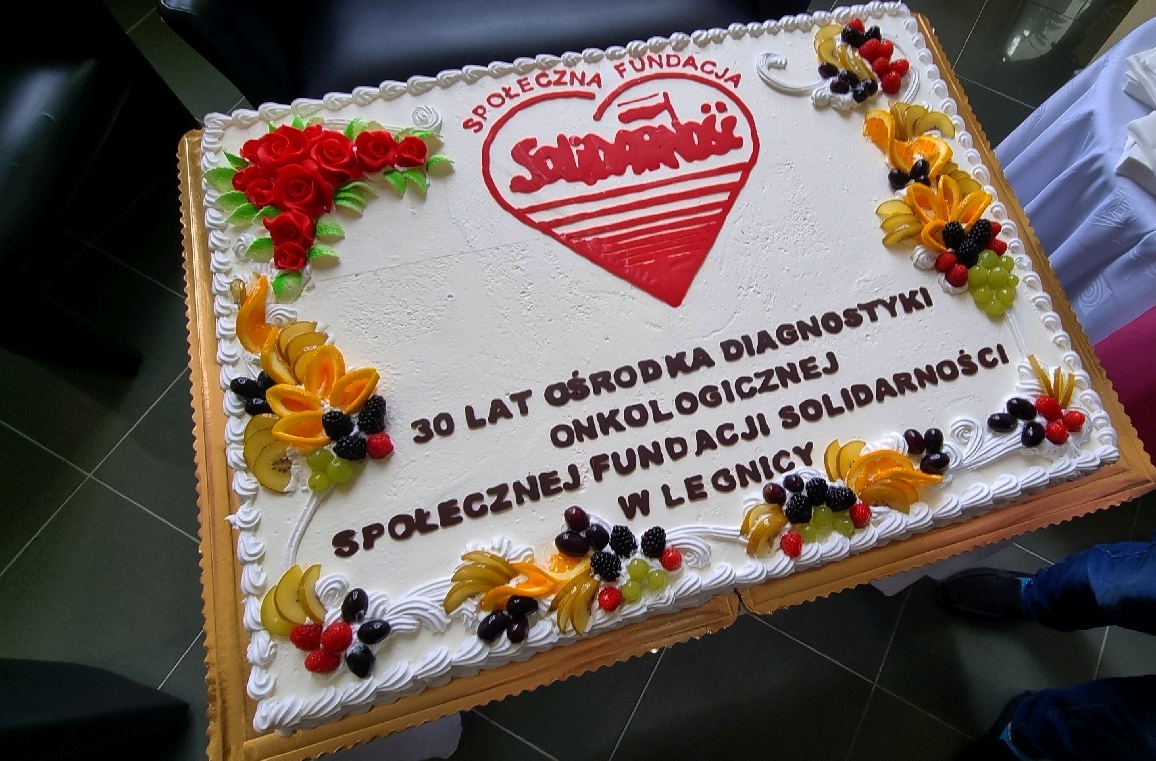 SPOŁECZNA FUNDACJA
SOLIDARNOŚĆ
30 LAT OŚRODKA DIAGNOSTYKI
ONKOLOGICZNEJ
SPOŁECZNEJ FUNDACJI SOLIDARNOŚCI
W LEGNICY